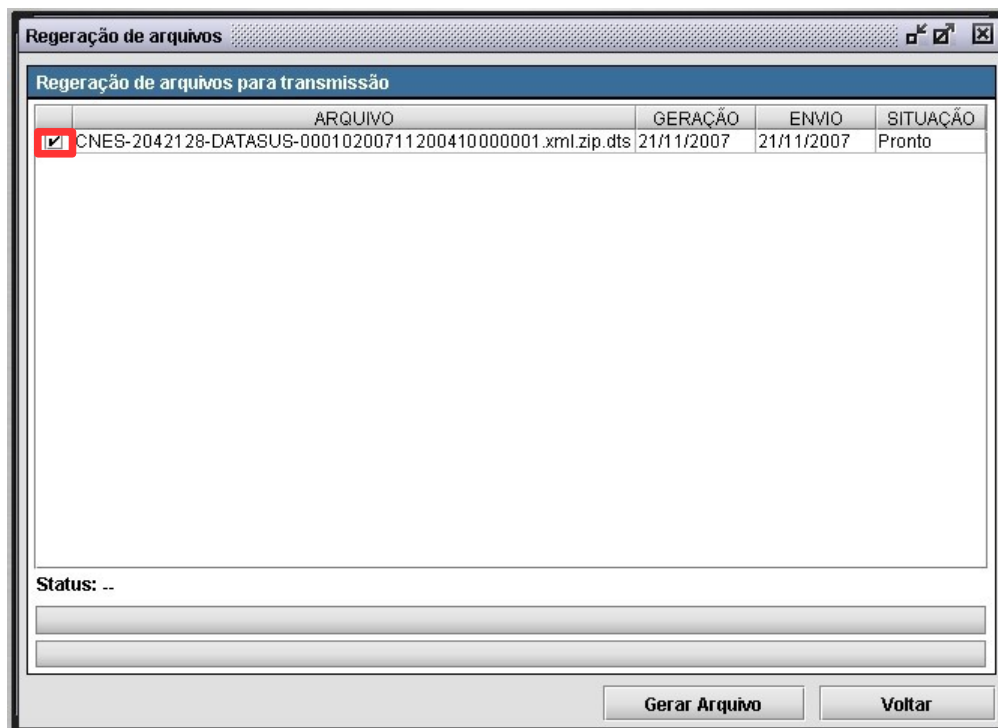 Regeração de arquivos
Regeração de arquivos para transmissão
ARQUIVO GERAÇÃO ENVIO SITUAÇÃO
CNES-2042128-DATASUS-00010200711200410000001.xml.zip.dts 21/11/2007 21/11/2007 Pronto
Status: --
Gerar Arquivo Voltar